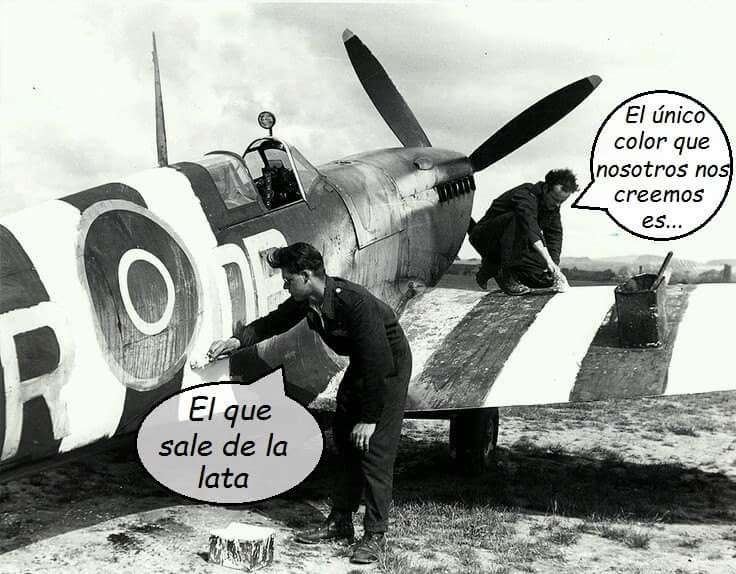 El único
color que
nosotros nos
creemos
es...
R
El que
sale de la
lata